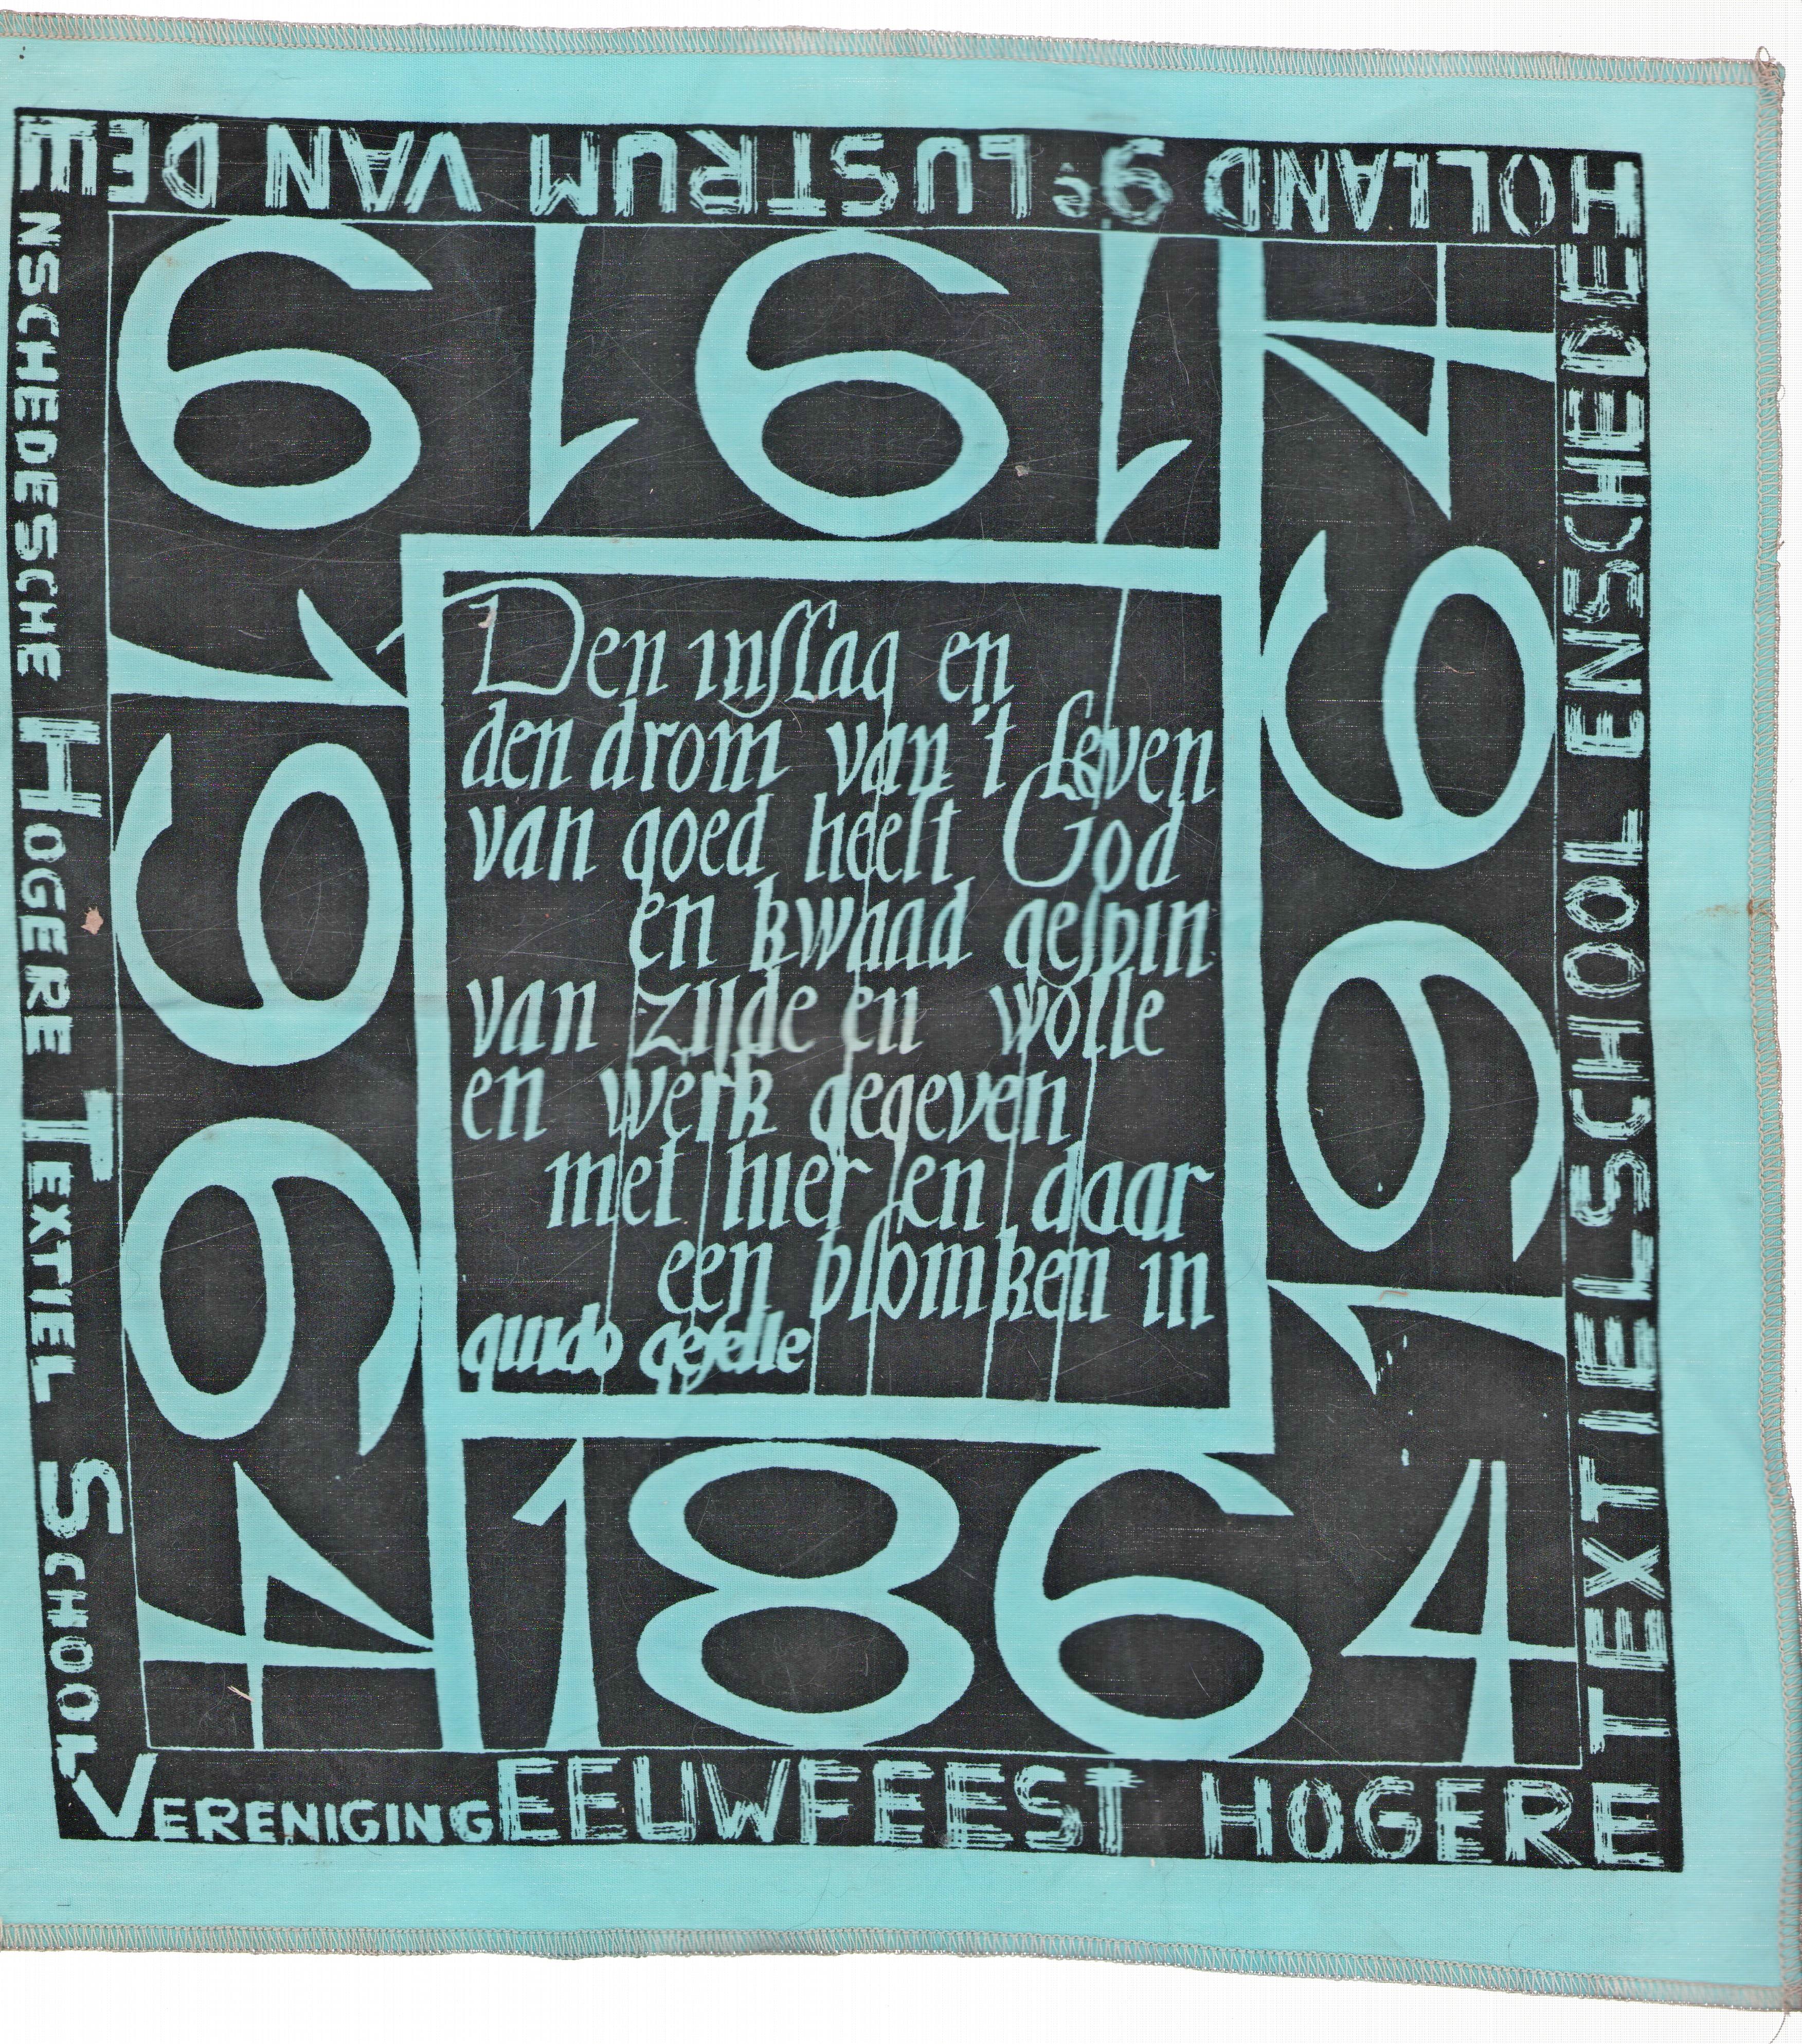 EEUWFEEST HOGERE
TEXTIELSCHOOL ENSCHEDE
HOLLAND
9e LUSTRUM VAN DE
ENSCHEDESCHE HOGERE TEXTIEL SCHOOL
VERENIGING
1919
1964
1964
1864
Den inslag en
den drom van 't leven
van goed heeft God
en kwaad gespin
van zijde en wolle
en werk gegeven
met hier en daar
een blomken in
guido gezelle